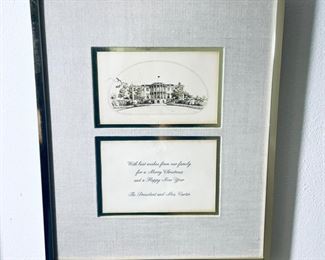 With best wishes from our family
for a Merry Christmas
and a Happy New Year
The President and Mrs. Carter